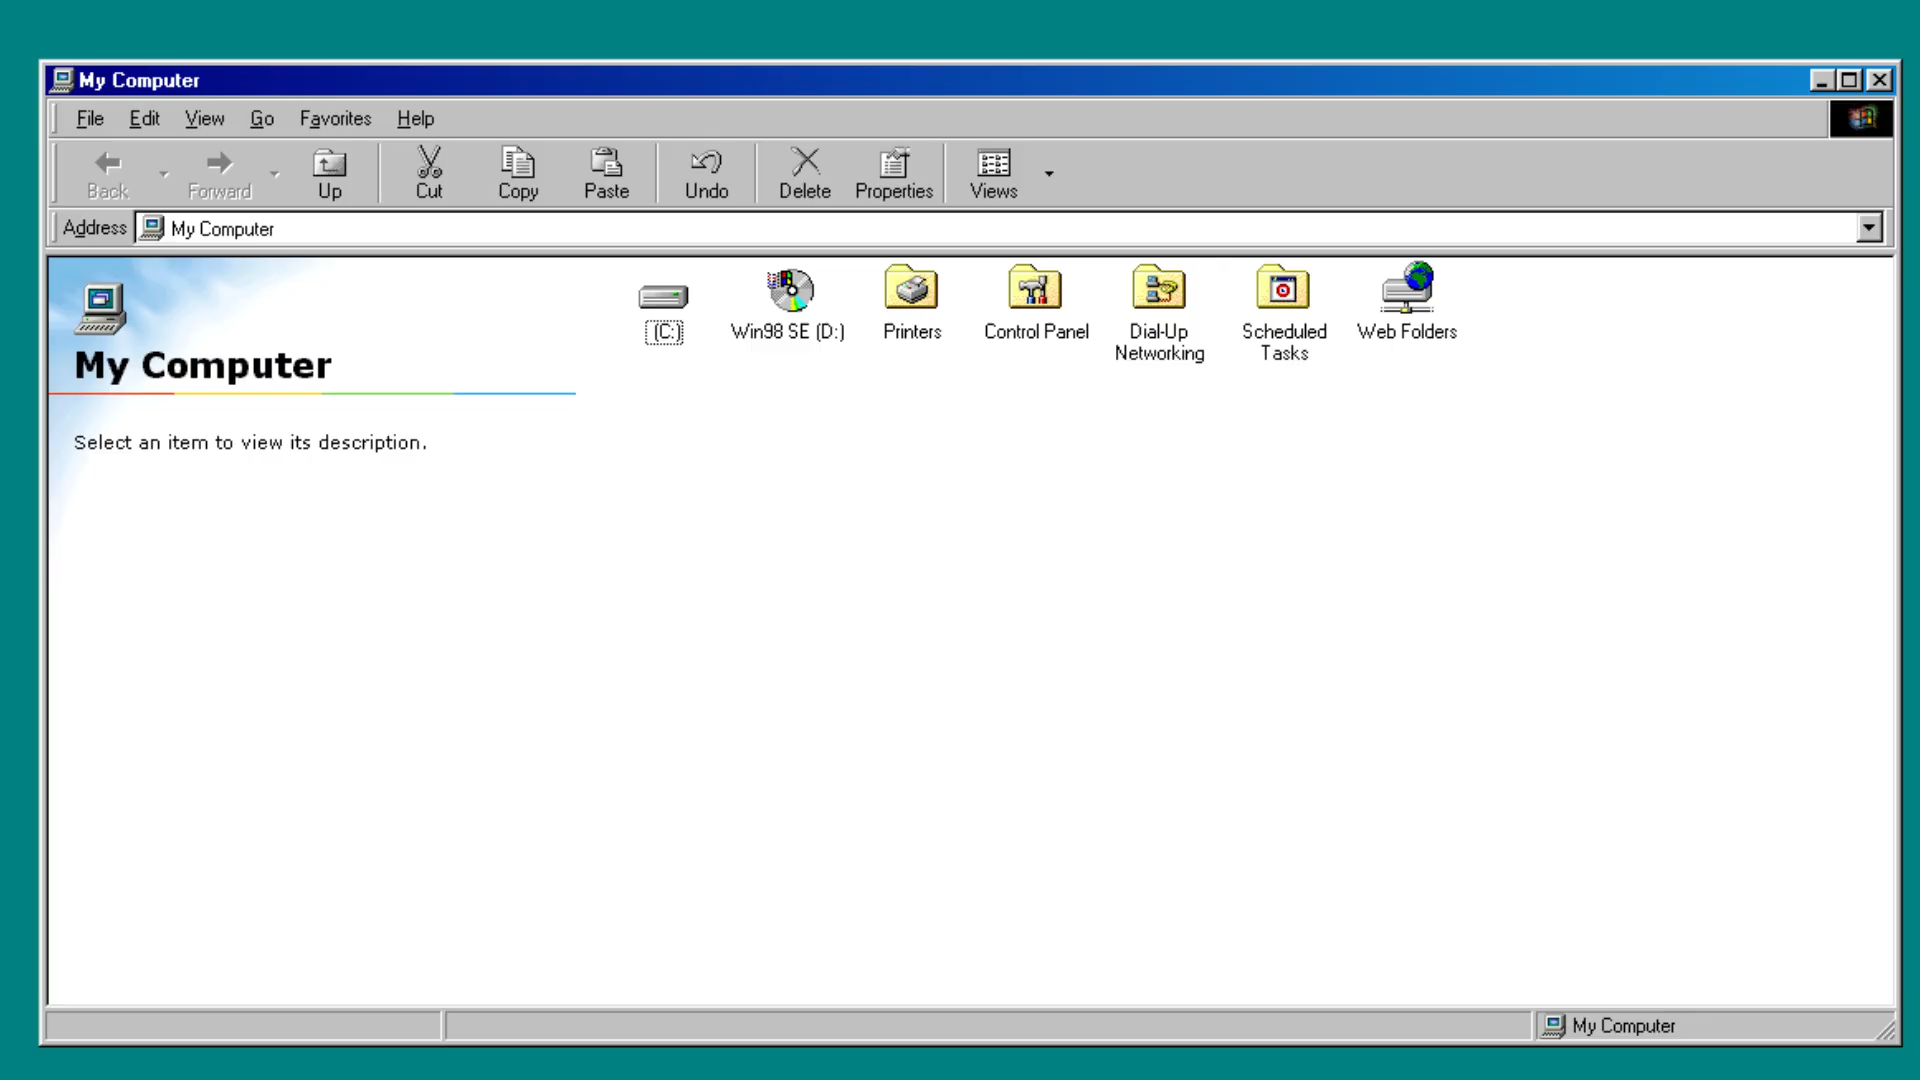 My Computer
File Edit View Go Favorites Help
Back Forward Up Cut Copy Paste Undo Delete Properties Views
Address My Computer
(C:) Win98 SE (D:) Printers Control Panel Dial-Up Networking Scheduled Tasks Web Folders
My Computer
Select an item to view its description.
My Computer